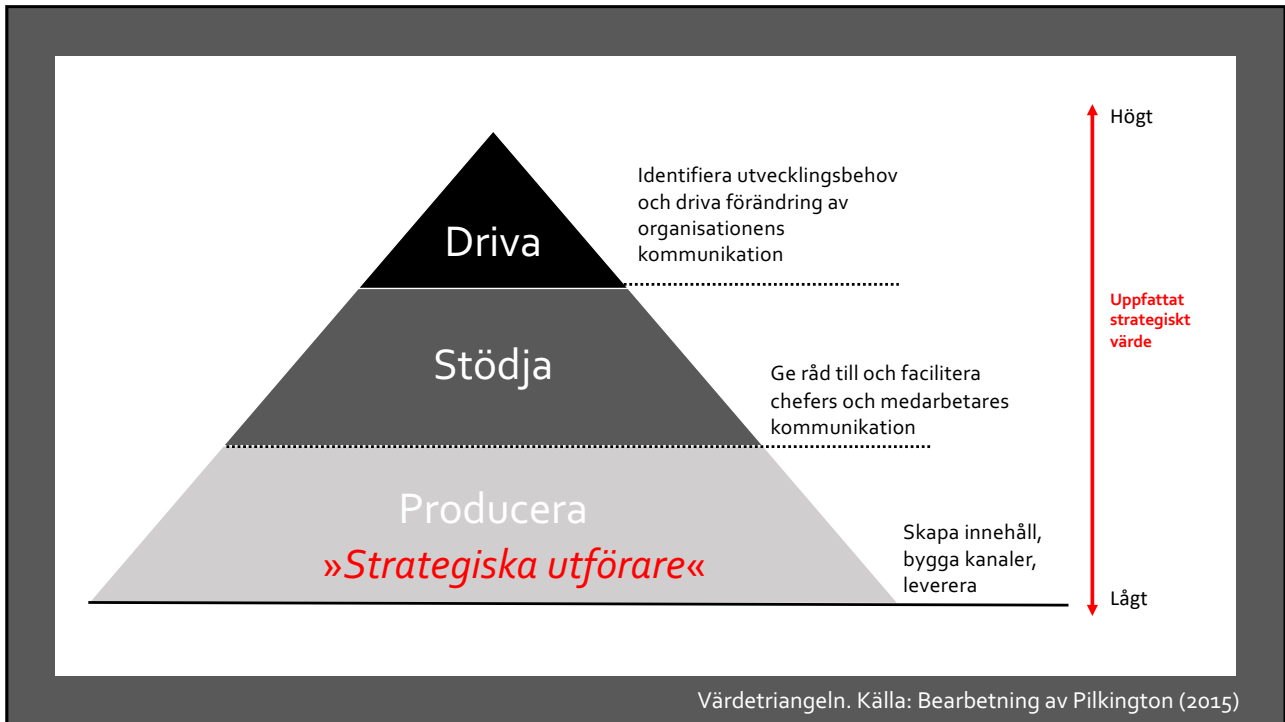 Högt
Identifiera utvecklingsbehov
och driva förändring av
organisationens
kommunikation
Driva
Uppfattat
strategiskt
värde
Stödja
Ge råd till och facilitera
chefers och medarbetares
kommunikation
Producera
»Strategiska utförare«
Skapa innehåll,
bygga kanaler,
leverera
Lågt
Värdetriangeln. Källa: Bearbetning av Pilkington (2015)